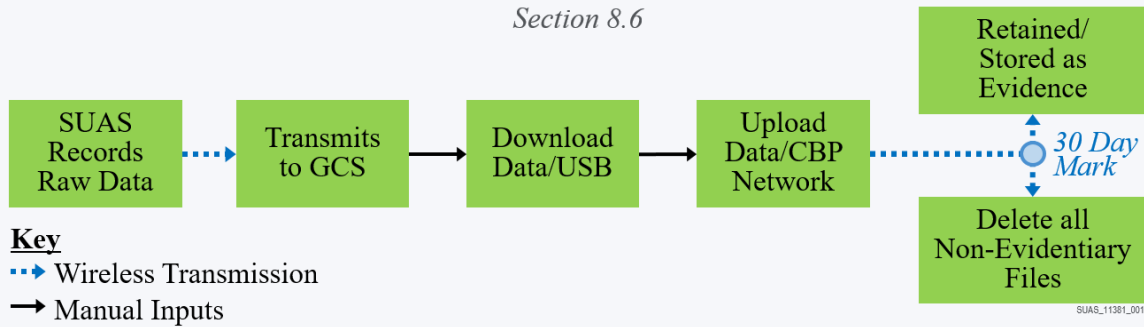 Section 8.6
SUAS
Records
Raw Data
Transmits
to GCS
Download
Data/USB
Upload
Data/CBP
Network
Retained/
Stored as
Evidence
30 Day
Mark
Delete all
Non-Evidentiary
Files
Key
Wireless Transmission
Manual Inputs
SUAS_11381_001